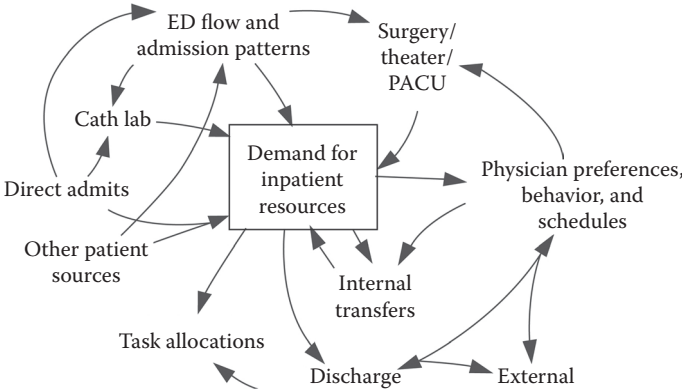 ED flow and
admission patterns
Surgery/
theater/
PACU
Cath lab
Demand for
inpatient
resources
Physician preferences,
behavior, and
schedules
Direct admits
Other patient
sources
Internal
transfers
Task allocations
Discharge
External